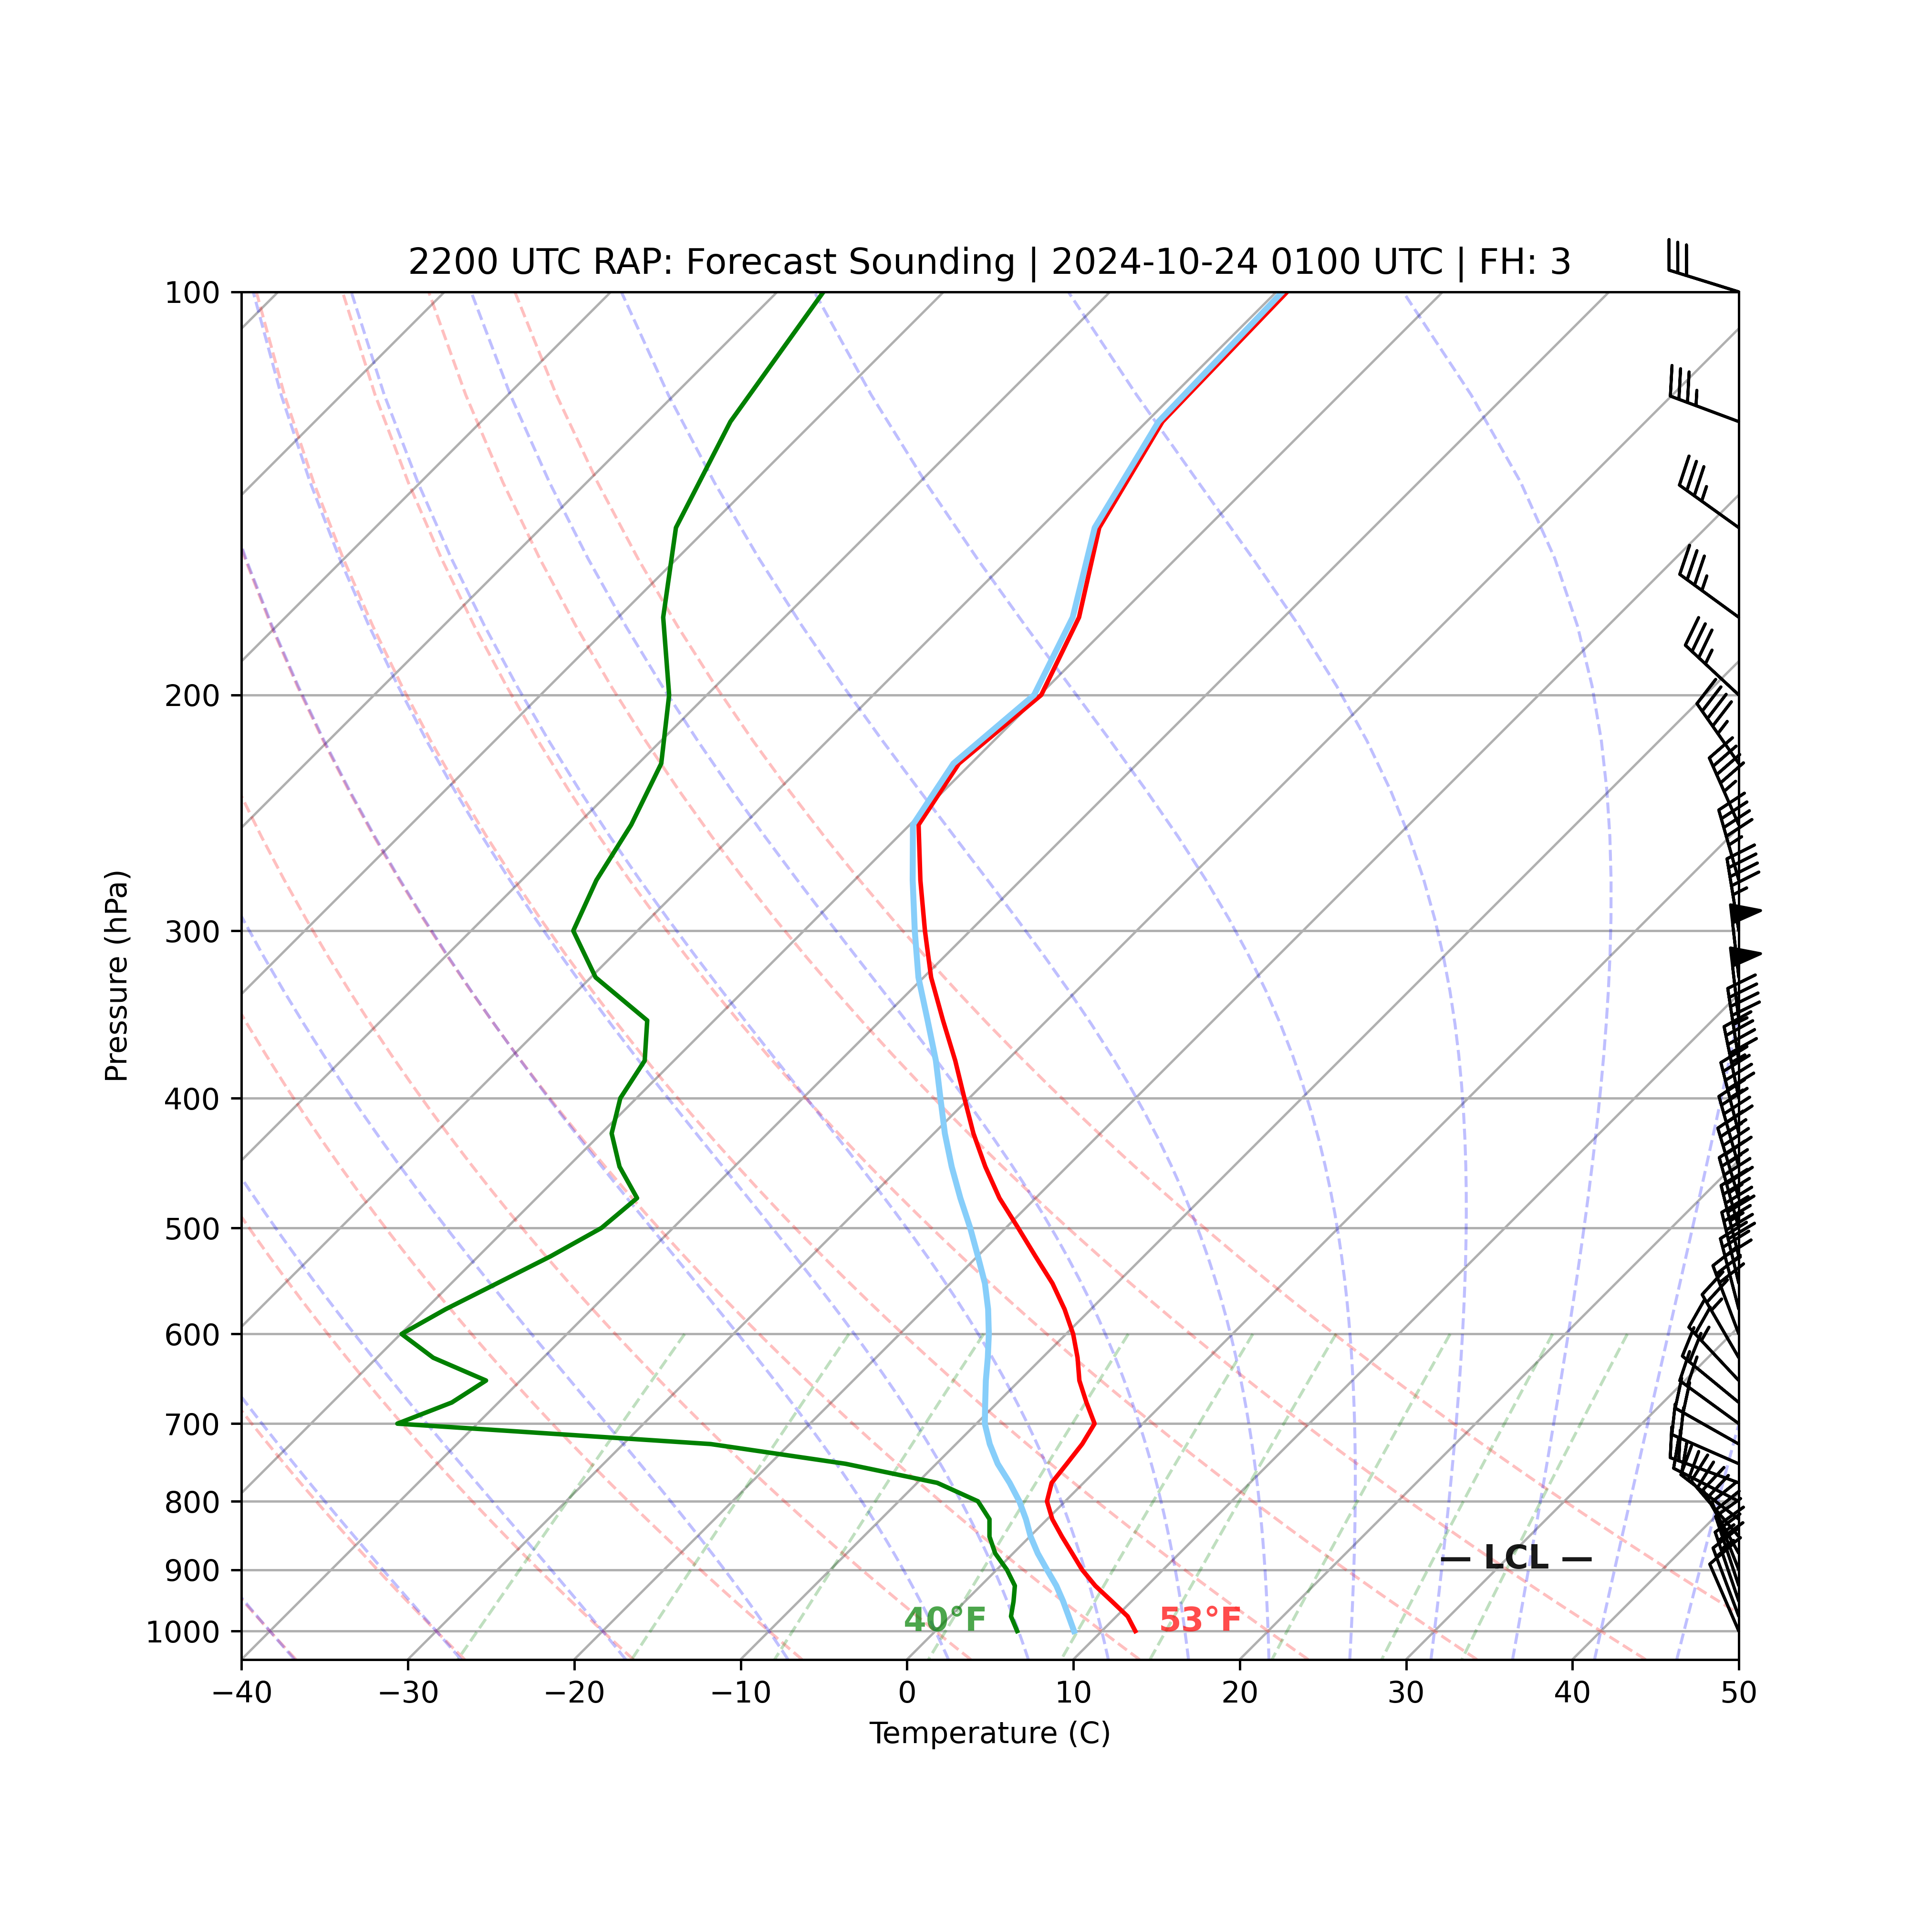 2200 UTC RAP: Forecast Sounding | 2024-10-24 0100 UTC | FH: 3
100
200
300
400
500
600
700
800
900
1000
Pressure (hPa)
— LCL —
40°F
53°F
−40 −30 −20 −10 0 10 20 30 40 50
Temperature (C)